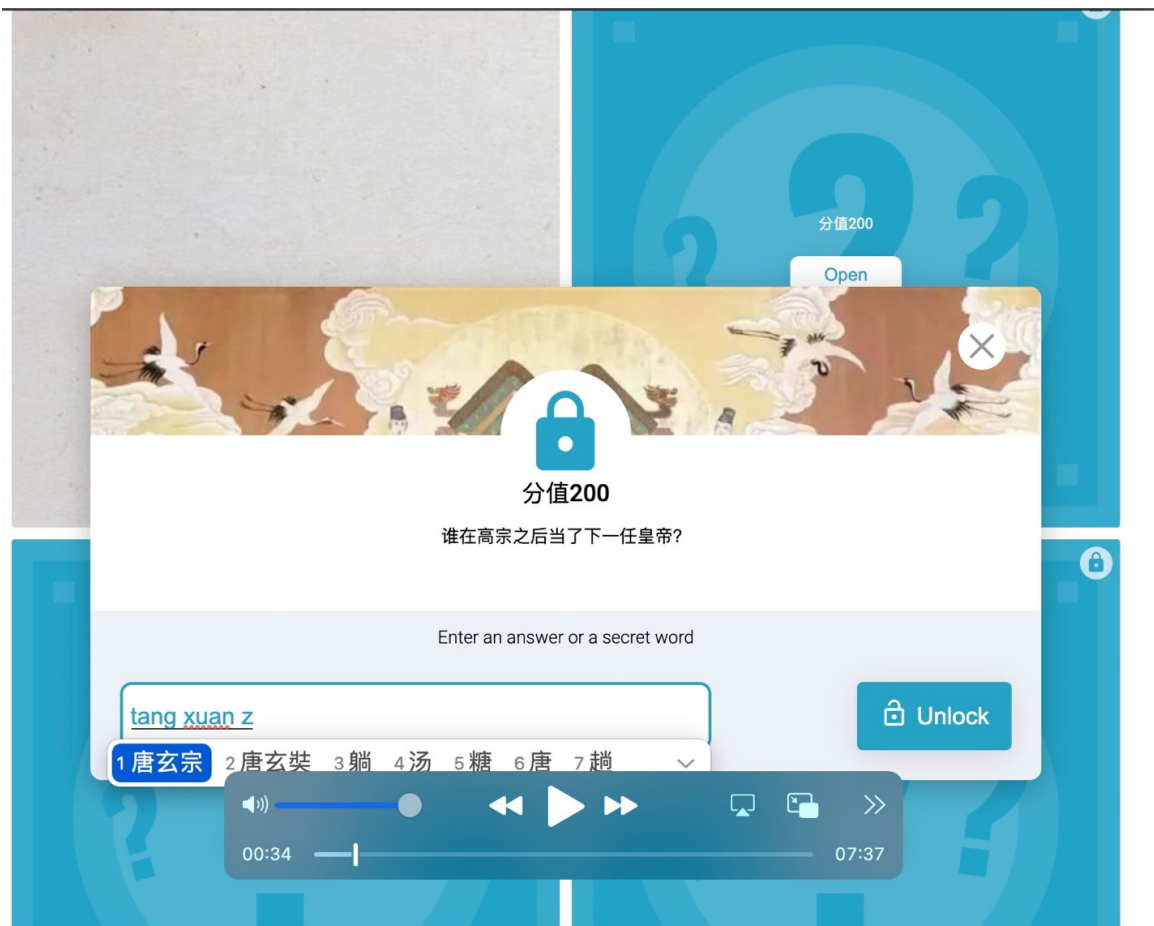 分值200
Open
分值200
谁在高宗之后当了下一任皇帝?
Enter an answer or a secret word
tang xuan z
Unlock
1 唐玄宗 2 唐玄奘 3 躺 4 汤 5 糖 6 唐 7 趟
00:34 07:37